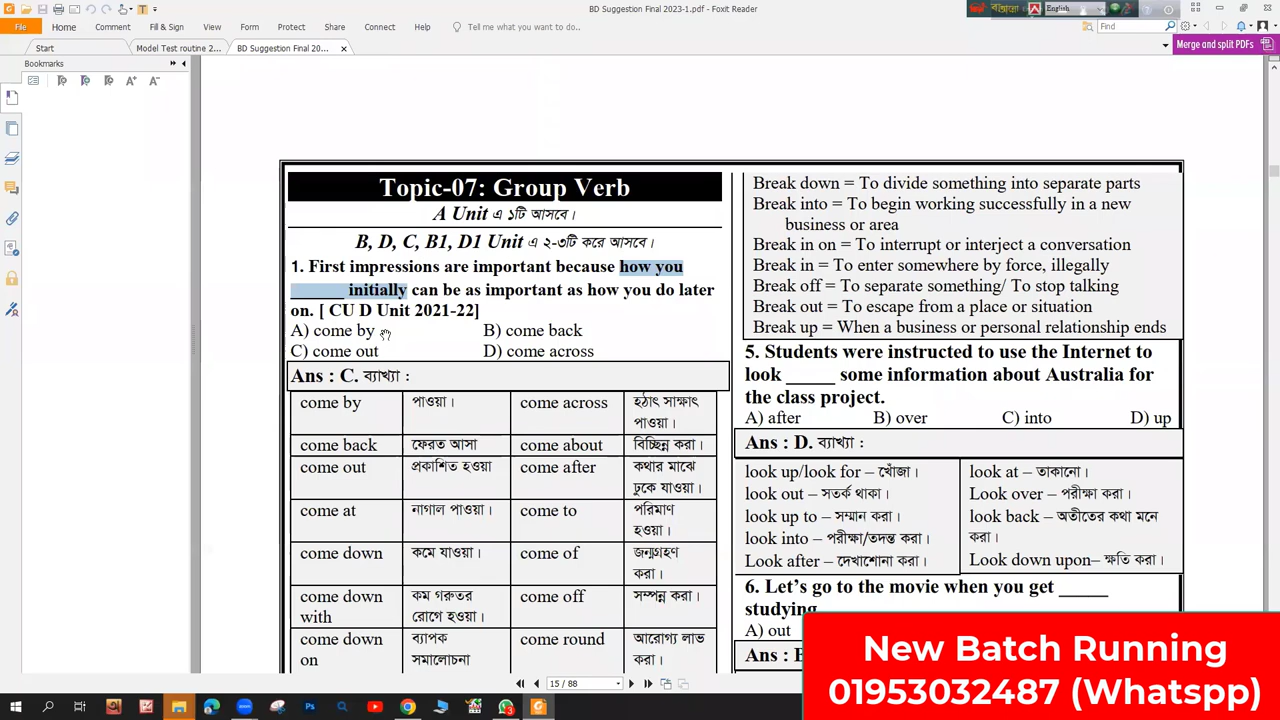 BD Suggestion Final 2023-1.pdf - Foxit Reader
English
File Home Comment Fill & Sign View Form Protect Share Connect Help Tell me what you want to do... Find
Start Model Test routine 2... BD Suggestion Final 20...
Merge and split PDFs
Bookmarks
Topic-07: Group Verb
A Unit এ ১টি আসবে।
B, D, C, B1, D1 Unit এ ২-৩টি করে আসবে।
1. First impressions are important because how you
______ initially can be as important as how you do later
on. [ CU D Unit 2021-22]
A) come by B) come back
C) come out D) come across
Ans : C. ব্যাখ্যা :
come by পাওয়া। come across হঠাৎ সাক্ষাৎ পাওয়া।
come back ফেরত আসা come about বিচ্ছিন্ন করা।
come out প্রকাশিত হওয়া come after কথার মাঝে ঢুকে যাওয়া।
come at নাগাল পাওয়া। come to পরিমাণ হওয়া।
come down কমে যাওয়া। come of জন্মগ্রহণ করা।
come down with কম গরুতর রোগে হওয়া। come off সম্পন্ন করা।
come down on ব্যাপক সমালোচনা come round আরোগ্য লাভ করা।
Break down = To divide something into separate parts
Break into = To begin working successfully in a new
business or area
Break in on = To interrupt or interject a conversation
Break in = To enter somewhere by force, illegally
Break off = To separate something/ To stop talking
Break out = To escape from a place or situation
Break up = When a business or personal relationship ends
5. Students were instructed to use the Internet to
look _____ some information about Australia for
the class project.
A) after B) over C) into D) up
Ans : D. ব্যাখ্যা :
look up/look for – খোঁজা।
look out – সতর্ক থাকা।
look up to – সম্মান করা।
look into – পরীক্ষা/তদন্ত করা।
Look after – দেখাশোনা করা।
look at – তাকানো।
Look over – পরীক্ষা করা।
look back – অতীতের কথা মনে
করা।
Look down upon– ক্ষতি করা।
6. Let’s go to the movie when you get ______
studying
A) out
Ans :
New Batch Running
01953032487 (Whatspp)
15 / 88